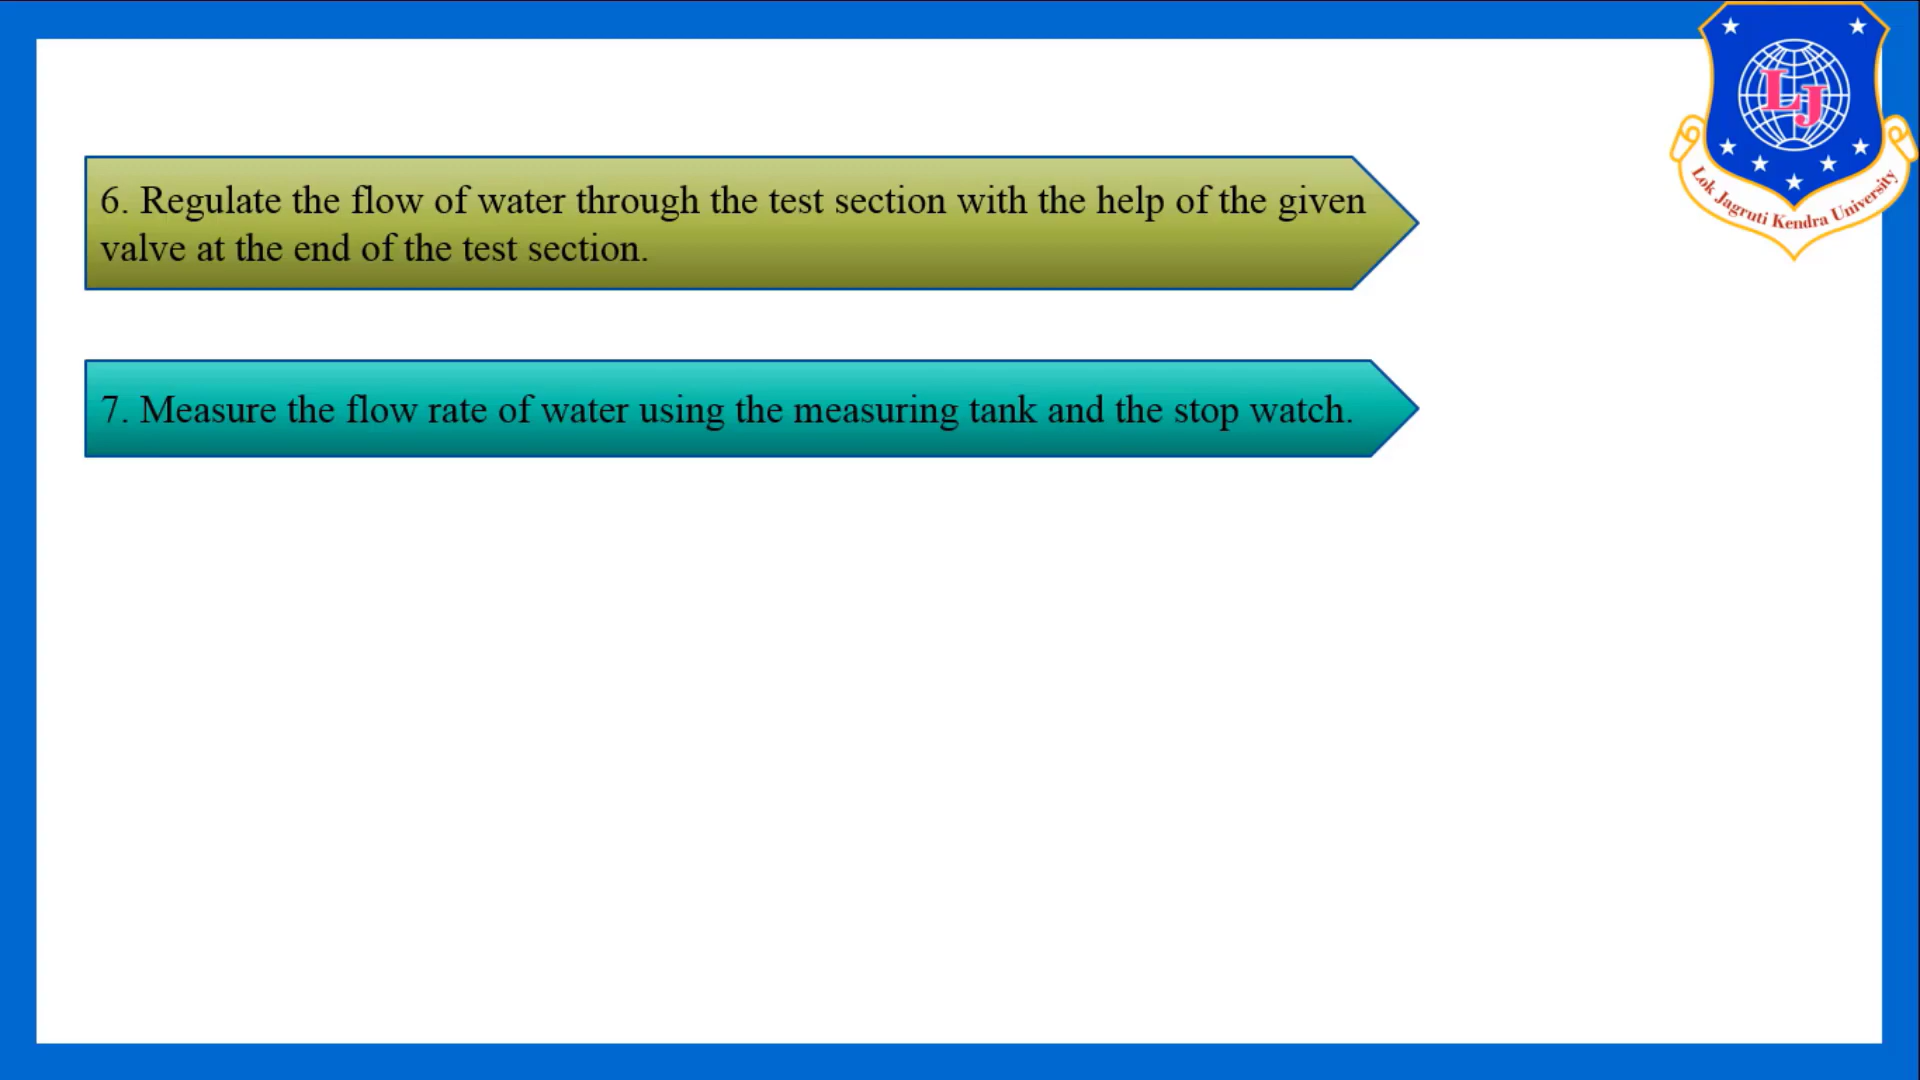 LJ
Lok Jagruti Kendra University
6. Regulate the flow of water through the test section with the help of the given
valve at the end of the test section.
7. Measure the flow rate of water using the measuring tank and the stop watch.